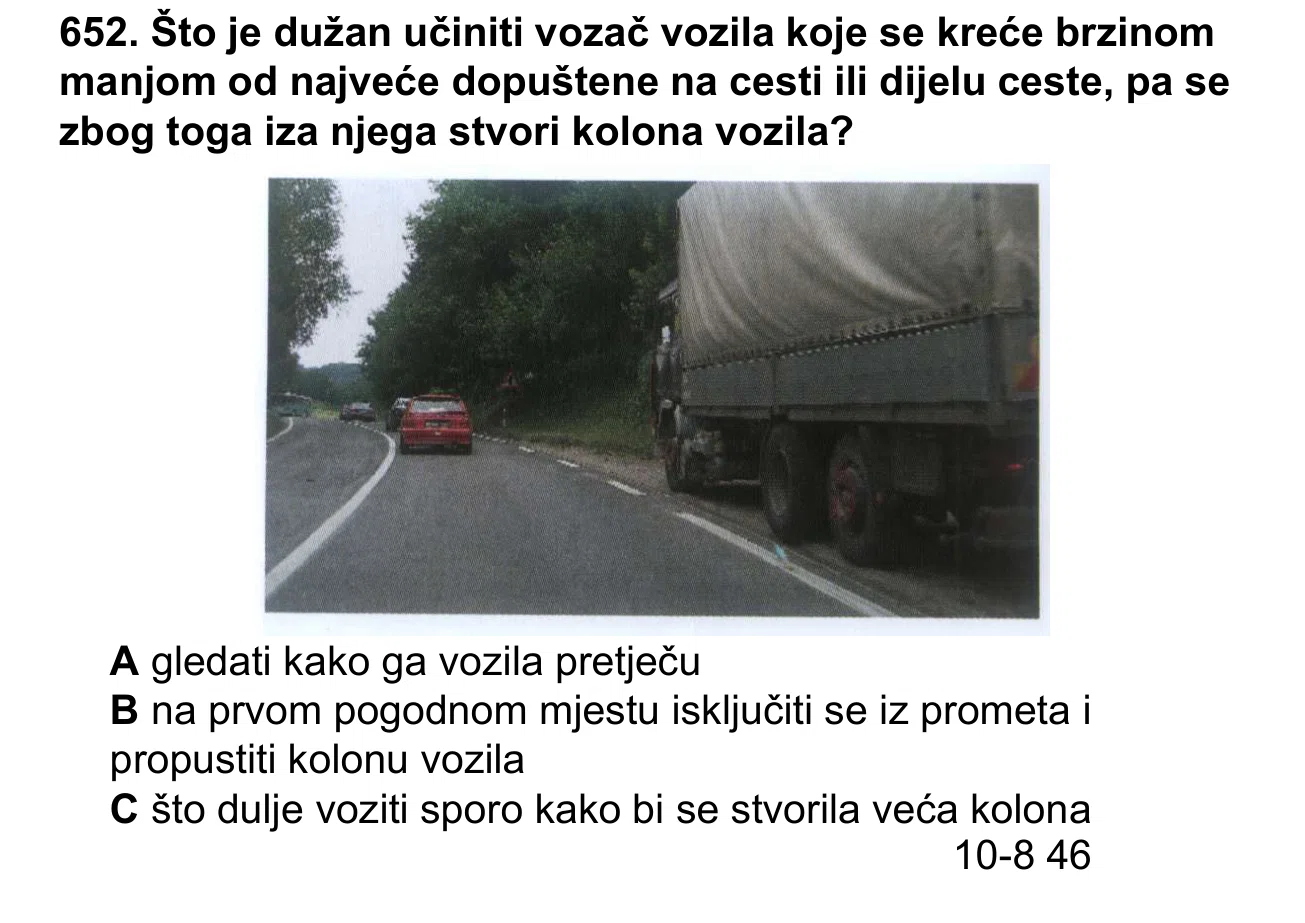 652. Što je dužan učiniti vozač vozila koje se kreće brzinom
manjom od najveće dopuštene na cesti ili dijelu ceste, pa se
zbog toga iza njega stvori kolona vozila?
A gledati kako ga vozila pretječu
B na prvom pogodnom mjestu isključiti se iz prometa i
propustiti kolonu vozila
C što dulje voziti sporo kako bi se stvorila veća kolona
10-8 46